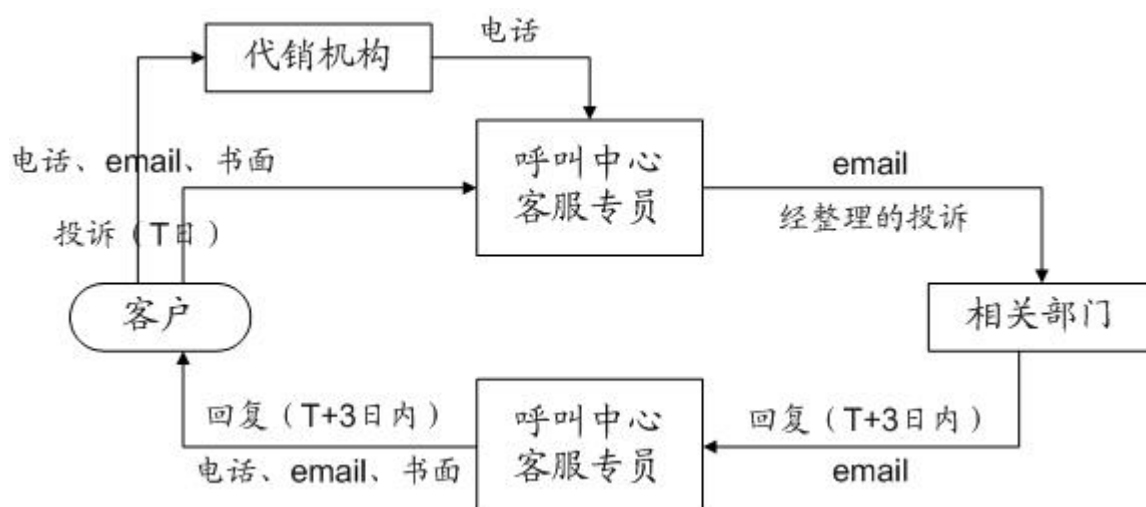 电话
代销机构
呼叫中心
客服专员
电话、email、书面
email
经整理的投诉
投诉（T日）
客户
相关部门
回复（T+3日内）
呼叫中心
客服专员
回复（T+3日内）
电话、email、书面
email